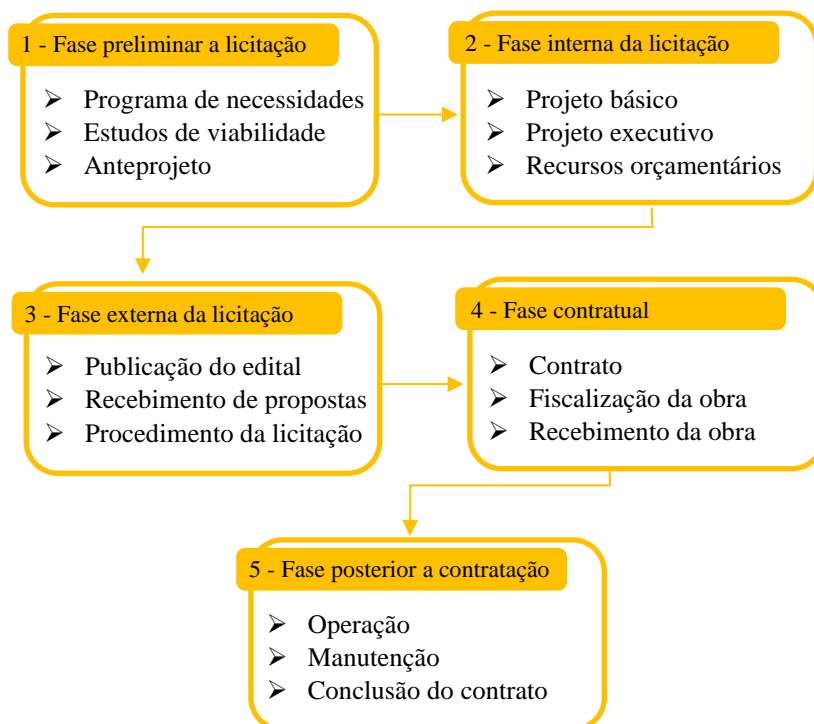 1 - Fase preliminar a licitação
➢ Programa de necessidades
➢ Estudos de viabilidade
➢ Anteprojeto
2 - Fase interna da licitação
➢ Projeto básico
➢ Projeto executivo
➢ Recursos orçamentários
3 - Fase externa da licitação
➢ Publicação do edital
➢ Recebimento de propostas
➢ Procedimento da licitação
4 - Fase contratual
➢ Contrato
➢ Fiscalização da obra
➢ Recebimento da obra
5 - Fase posterior a contratação
➢ Operação
➢ Manutenção
➢ Conclusão do contrato